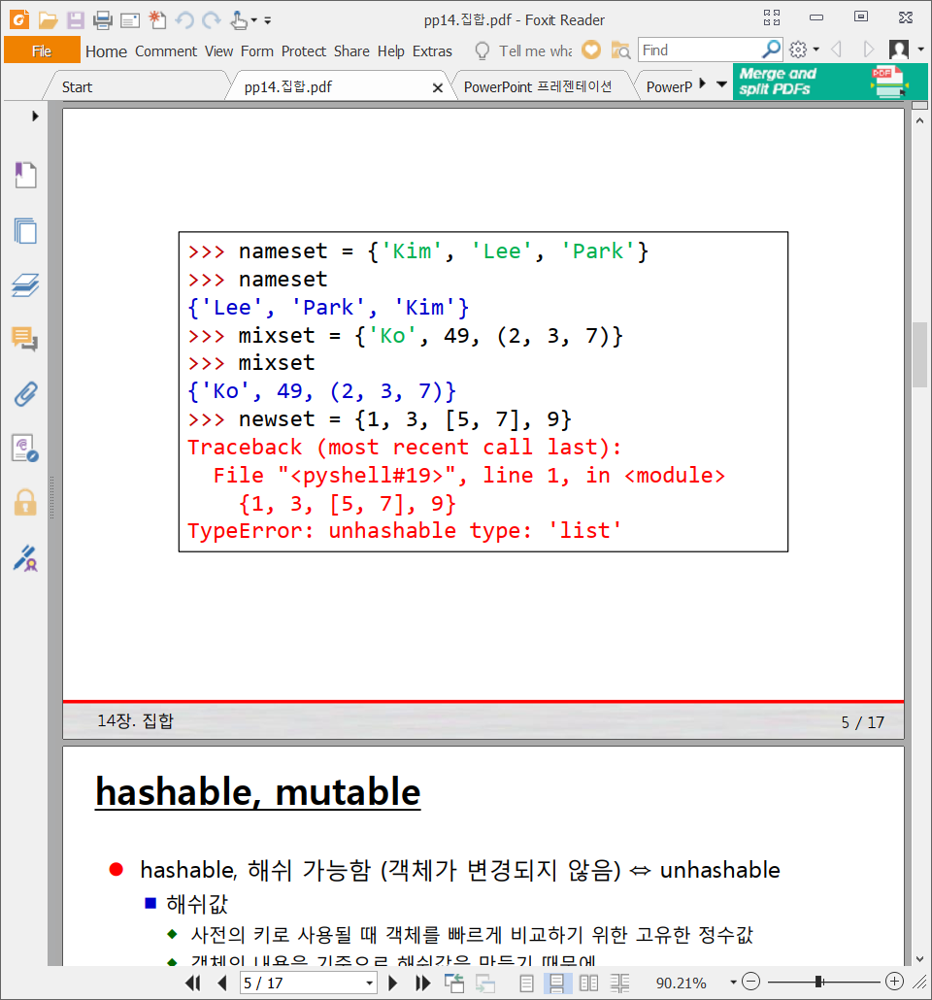 pp14.집합.pdf - Foxit Reader
File Home Comment View Form Protect Share Help Extras Tell me wha Find
Start pp14.집합.pdf PowerPoint 프레젠테이션 PowerP Merge and split PDFs
>>> nameset = {'Kim', 'Lee', 'Park'}
>>> nameset
{'Lee', 'Park', 'Kim'}
>>> mixset = {'Ko', 49, (2, 3, 7)}
>>> mixset
{'Ko', 49, (2, 3, 7)}
>>> newset = {1, 3, [5, 7], 9}
Traceback (most recent call last):
  File "<pyshell#19>", line 1, in <module>
    {1, 3, [5, 7], 9}
TypeError: unhashable type: 'list'
14장. 집합 5 / 17
hashable, mutable
hashable, 해쉬 가능함 (객체가 변경되지 않음) ⇔ unhashable
해쉬값
사전의 키로 사용될 때 객체를 빠르게 비교하기 위한 고유한 정수값
객체의 내용을 기준으로 해쉬값을 만들기 때문에
5 / 17 90.21%